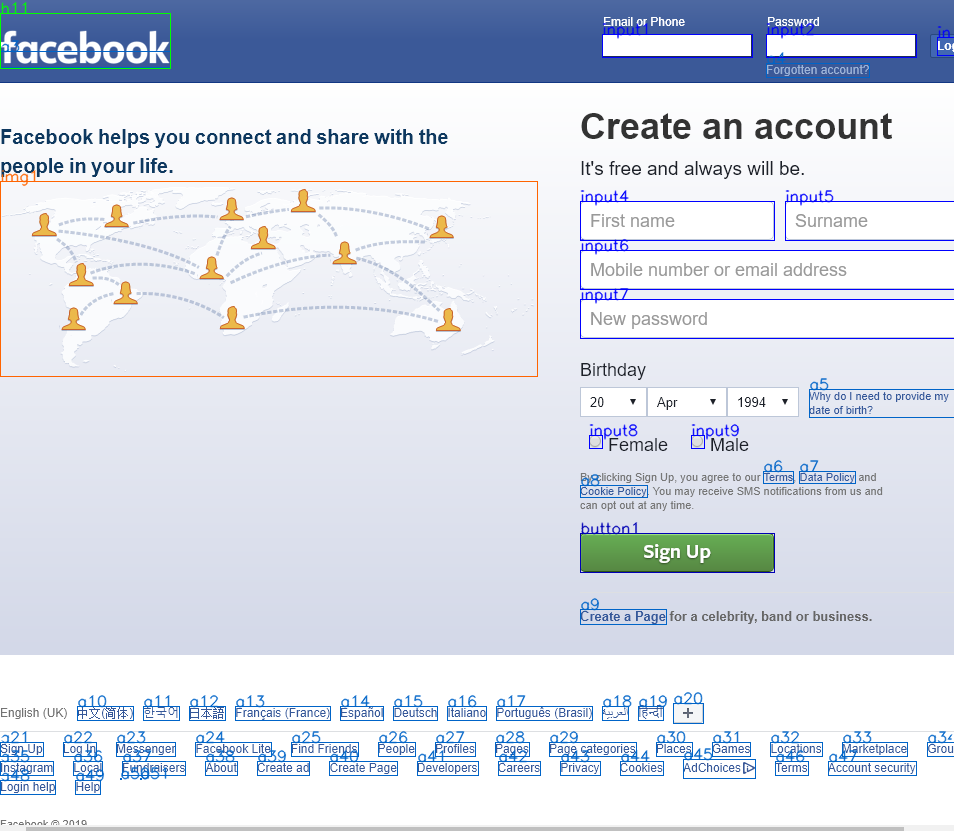 h11
facebook
Email or Phone
input1
Password
input2
Forgotten account?
Facebook helps you connect and share with the
people in your life.
img1
Create an account
It's free and always will be.
input4
First name
input5
Surname
input6
Mobile number or email address
input7
New password
Birthday
20 Apr 1994
a5
Why do I need to provide my
date of birth?
input8 input9
Female Male
a6 a7
By clicking Sign Up, you agree to our Terms, Data Policy and
a8
Cookie Policy. You may receive SMS notifications from us and
can opt out at any time.
button1
Sign Up
a9
Create a Page for a celebrity, band or business.
a10 a11 a12 a13 a14 a15 a16 a17 a18 a19 a20
English (UK) 中文(简体) 한국어 日本語 Français (France) Español Deutsch Italiano Português (Brasil) العربية हिन्दी +
a21 a22 a23 a24 a25 a26 a27 a28 a29 a30 a31 a32 a33 a34
Sign Up Log In Messenger Facebook Lite Find Friends People Profiles Pages Page categories Places Games Locations Marketplace
a35 a36 a37 a38 a39 a40 a41 a42 a43 a44 a45 a46 a47
Instagram Local Fundraisers About Create ad Create Page Developers Careers Privacy Cookies AdChoices Terms Account security
a48 a49
Login help Help
Facebook © 2019